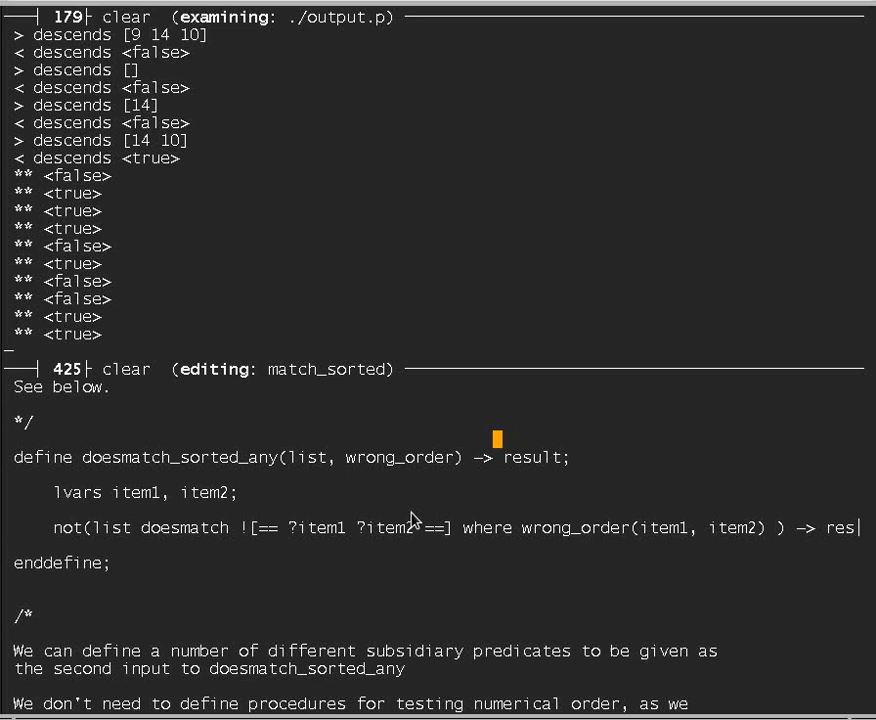 179 clear (examining: ./output.p)
> descends [9 14 10]
< descends <false>
> descends []
< descends <false>
> descends [14]
< descends <false>
> descends [14 10]
< descends <true>
** <false>
** <true>
** <true>
** <true>
** <false>
** <true>
** <false>
** <false>
** <true>
** <true>
425 clear (editing: match_sorted)
See below.
*/
define doesmatch_sorted_any(list, wrong_order) -> result;
lvars item1, item2;
not(list doesmatch ![== ?item1 ?item2 ==] where wrong_order(item1, item2) ) -> res
enddefine;
/*
We can define a number of different subsidiary predicates to be given as
the second input to doesmatch_sorted_any
We don't need to define procedures for testing numerical order, as we